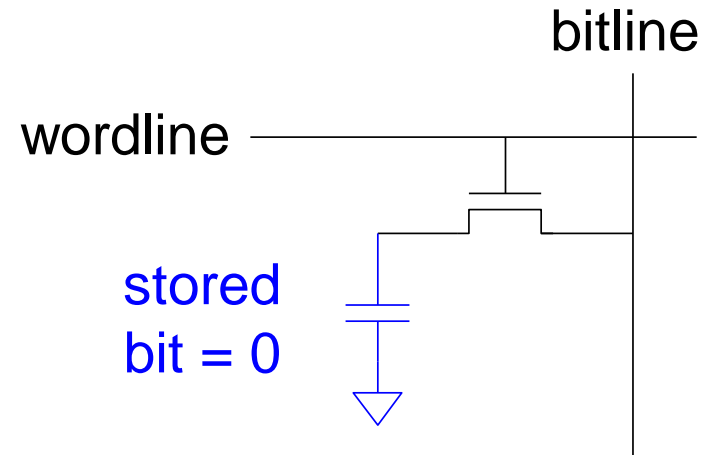 bitline
wordline
stored
bit = 0